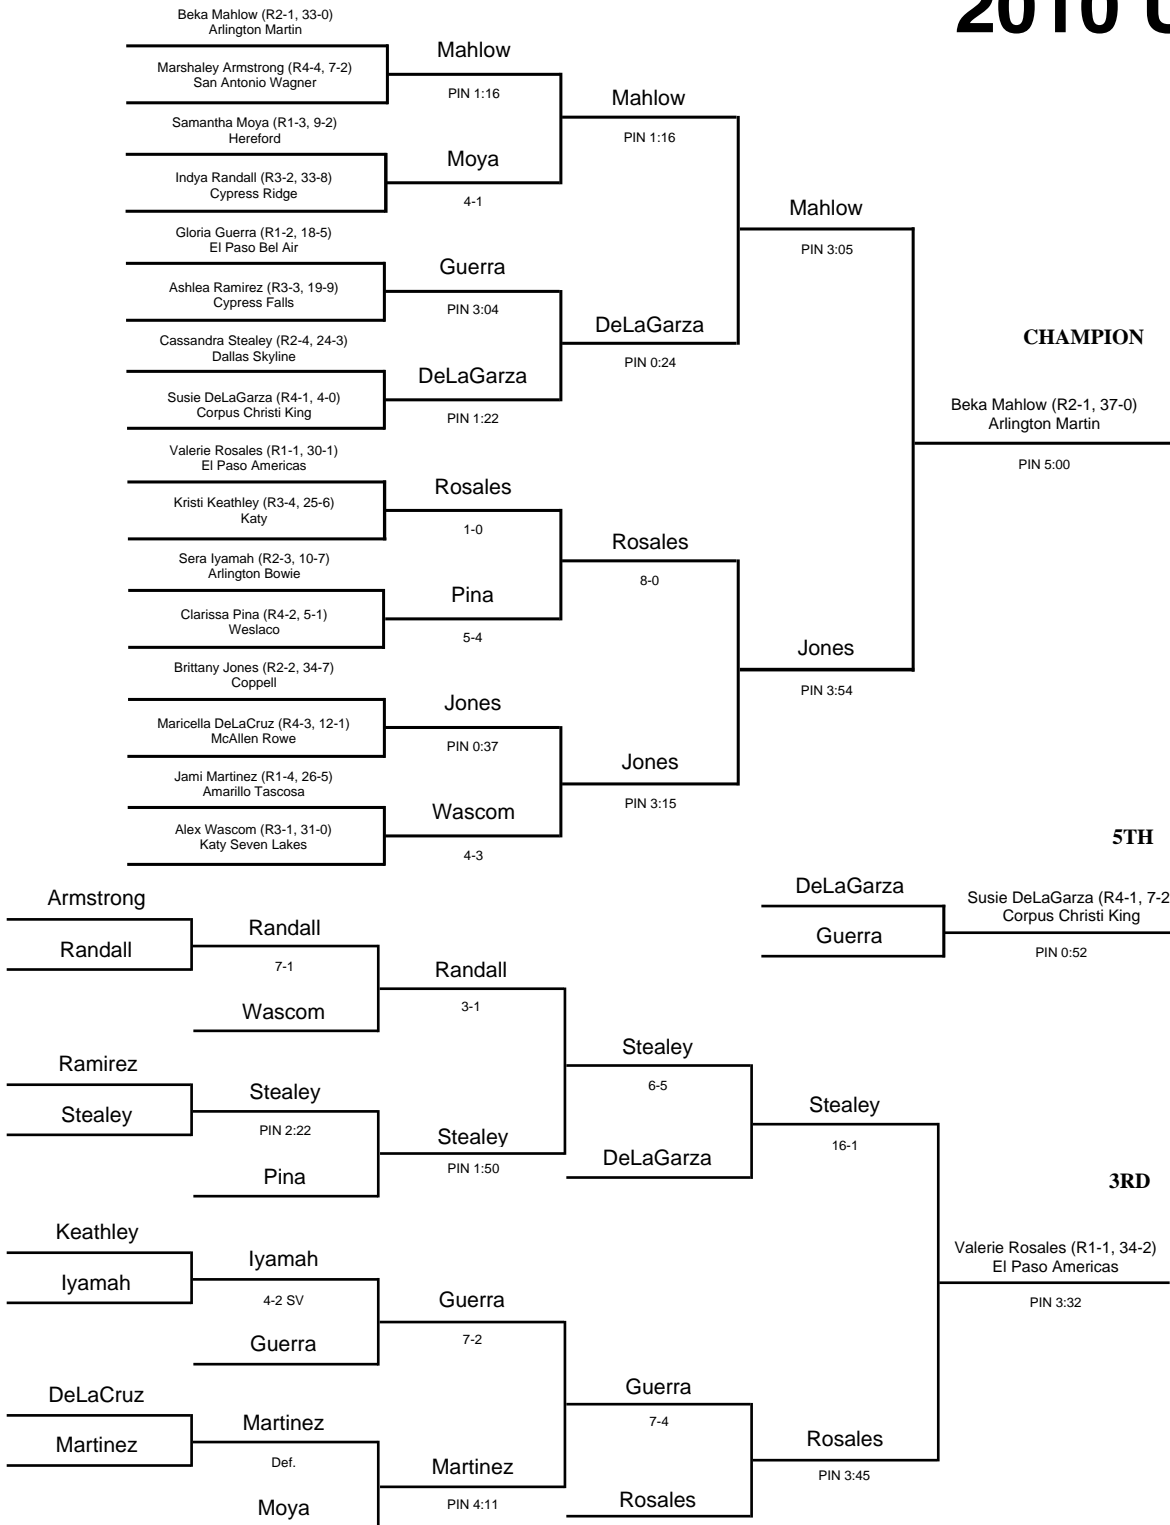 2010 U
Beka Mahlow (R2-1, 33-0)
Arlington Martin
Marshaley Armstrong (R4-4, 7-2)
San Antonio Wagner
Samantha Moya (R1-3, 9-2)
Hereford
Indya Randall (R3-2, 33-8)
Cypress Ridge
Gloria Guerra (R1-2, 18-5)
El Paso Bel Air
Ashlea Ramirez (R3-3, 19-9)
Cypress Falls
Cassandra Stealey (R2-4, 24-3)
Dallas Skyline
Susie DeLaGarza (R4-1, 4-0)
Corpus Christi King
Valerie Rosales (R1-1, 30-1)
El Paso Americas
Kristi Keathley (R3-4, 25-6)
Katy
Sera Iyamah (R2-3, 10-7)
Arlington Bowie
Clarissa Pina (R4-2, 5-1)
Weslaco
Brittany Jones (R2-2, 34-7)
Coppell
Maricella DeLaCruz (R4-3, 12-1)
McAllen Rowe
Jami Martinez (R1-4, 26-5)
Amarillo Tascosa
Alex Wascom (R3-1, 31-0)
Katy Seven Lakes
Mahlow
PIN 1:16
Moya
4-1
Guerra
PIN 3:04
DeLaGarza
PIN 1:22
Rosales
1-0
Pina
5-4
Jones
PIN 0:37
Wascom
4-3
Mahlow
PIN 1:16
DeLaGarza
PIN 0:24
Rosales
8-0
Jones
PIN 3:15
Mahlow
PIN 3:05
Jones
PIN 3:54
CHAMPION
Beka Mahlow (R2-1, 37-0)
Arlington Martin
PIN 5:00
5TH
DeLaGarza
Guerra
Susie DeLaGarza (R4-1, 7-2
Corpus Christi King
PIN 0:52
Armstrong
Randall
Ramirez
Stealey
Keathley
Iyamah
DeLaCruz
Martinez
Randall
7-1
Wascom
Stealey
PIN 2:22
Pina
Iyamah
4-2 SV
Guerra
Martinez
Def.
Moya
Randall
3-1
Stealey
PIN 1:50
Guerra
7-2
Martinez
PIN 4:11
Stealey
6-5
DeLaGarza
Guerra
7-4
Rosales
Stealey
16-1
Rosales
PIN 3:45
3RD
Valerie Rosales (R1-1, 34-2)
El Paso Americas
PIN 3:32